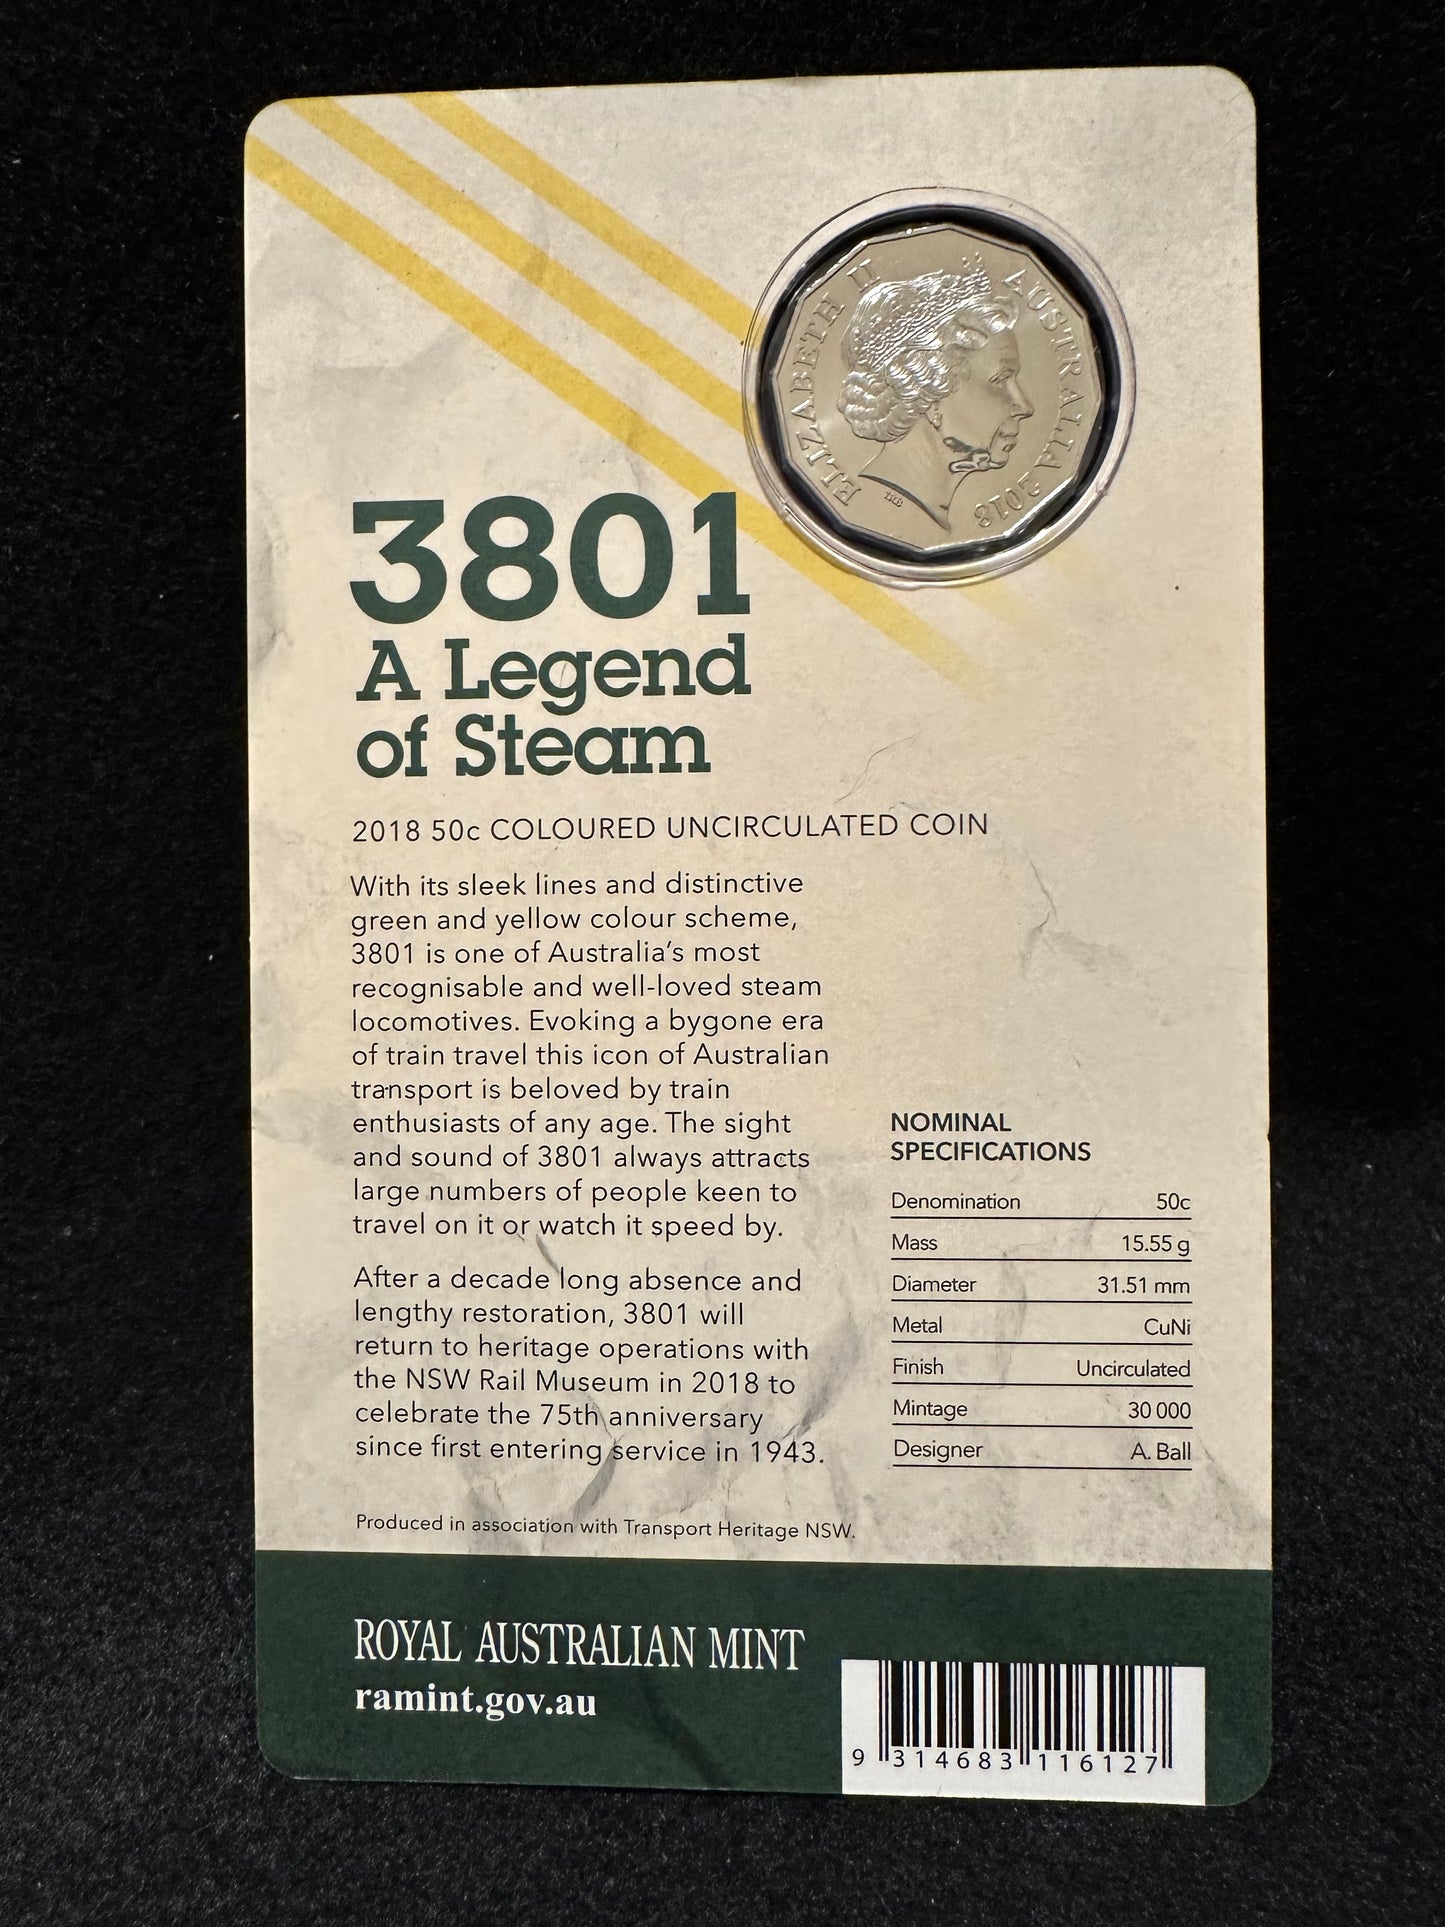 ELIZABETH II AUSTRALIA 2018
IRB
3801
A Legend
of Steam
2018 50c COLOURED UNCIRCULATED COIN
With its sleek lines and distinctive
green and yellow colour scheme,
3801 is one of Australia's most
recognisable and well-loved steam
locomotives. Evoking a bygone era
of train travel this icon of Australian
transport is beloved by train
enthusiasts of any age. The sight
and sound of 3801 always attracts
large numbers of people keen to
travel on it or watch it speed by.
After a decade long absence and
lengthy restoration, 3801 will
return to heritage operations with
the NSW Rail Museum in 2018 to
celebrate the 75th anniversary
since first entering service in 1943.
Produced in association with Transport Heritage NSW.
NOMINAL
SPECIFICATIONS
Denomination 50c
Mass 15.55 g
Diameter 31.51 mm
Metal CuNi
Finish Uncirculated
Mintage 30 000
Designer A. Ball
ROYAL AUSTRALIAN MINT
ramint.gov.au
9 314683 116127